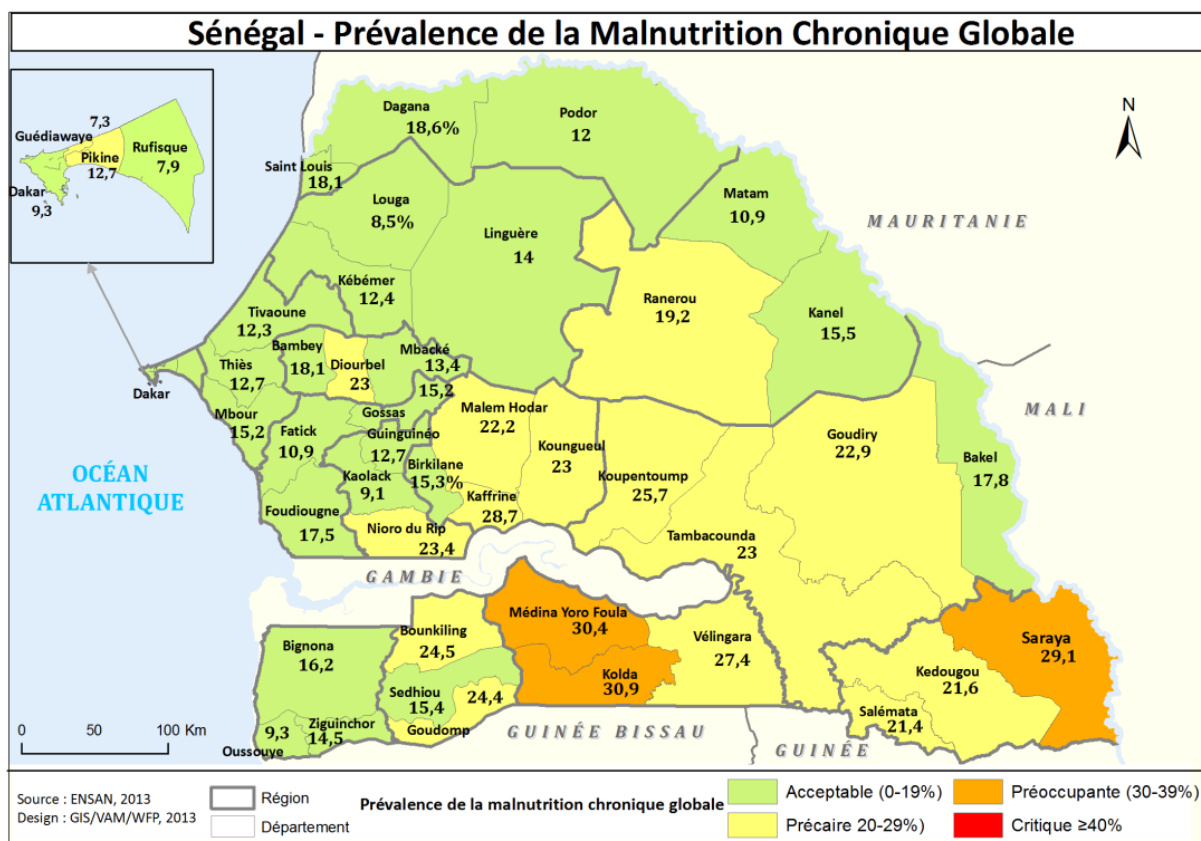 Sénégal - Prévalence de la Malnutrition Chronique Globale
7,3
Guédiawaye
Pikine
12,7
Rufisque
7,9
Dakar
9,3
N
Dagana
18,6%
Podor
12
Saint Louis
18,1
Louga
8,5%
Linguère
14
Matam
10,9
MAURITANIE
Kébémer
12,4
Ranerou
19,2
Kanel
15,5
Tivaoune
12,3
Bambey
18,1
Diourbel
23
Mbacké
13,4
Thiès
12,7
Dakar
15,2
Gossas
Mbour
15,2
Malem Hodar
22,2
MALI
Fatick
10,9
Guinguinéo
12,7
Koungueul
23
Goudiry
22,9
Bakel
17,8
OCÉAN
ATLANTIQUE
Birkilane
15,3%
Kaolack
9,1
Koupentoump
25,7
Kaffrine
28,7
Foudiougne
17,5
Nioro du Rip
23,4
Tambacounda
23
GAMBIE
Médina Yoro Foula
30,4
Bounkiling
24,5
Vélingara
27,4
Saraya
29,1
Bignona
16,2
Kolda
30,9
Kedougou
21,6
Sedhiou
15,4
24,4
Goudomp
Salémata
21,4
9,3
Oussouye
Ziguinchor
14,5
GUINÉE BISSAU
GUINÉE
0 50 100 Km
Source : ENSAN, 2013
Design : GIS/VAM/WFP, 2013
Région
Département
Prévalence de la malnutrition chronique globale
Acceptable (0-19%)
Précaire 20-29%)
Préoccupante (30-39%)
Critique ≥40%